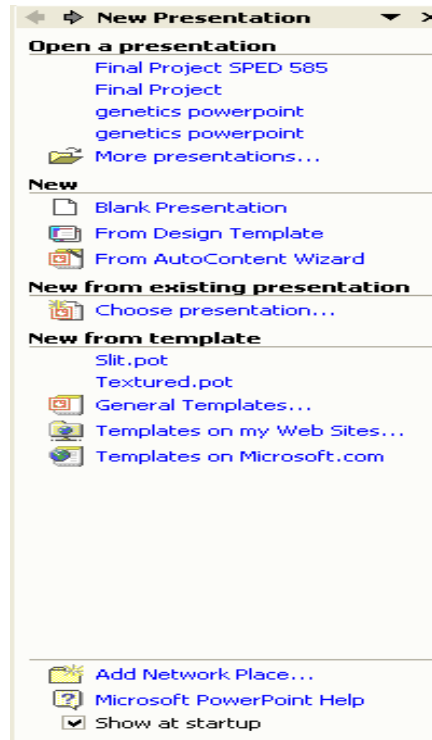 New Presentation
Open a presentation
Final Project SPED 585
Final Project
genetics powerpoint
genetics powerpoint
More presentations...
New
Blank Presentation
From Design Template
From AutoContent Wizard
New from existing presentation
Choose presentation...
New from template
Slit.pot
Textured.pot
General Templates...
Templates on my Web Sites...
Templates on Microsoft.com
Add Network Place...
Microsoft PowerPoint Help
Show at startup